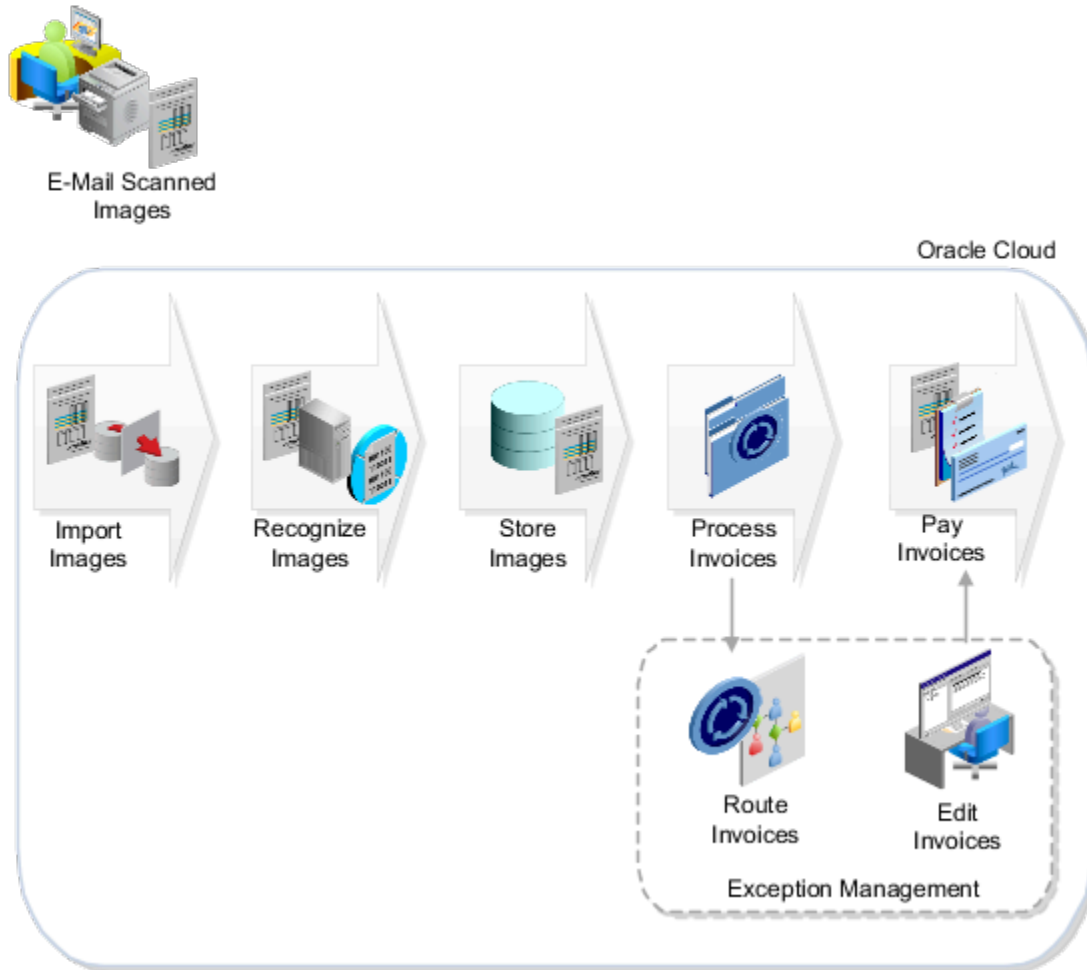 E-Mail Scanned
Images
Oracle Cloud
Import
Images
Recognize
Images
Store
Images
Process
Invoices
Pay
Invoices
Route
Invoices
Edit
Invoices
Exception Management